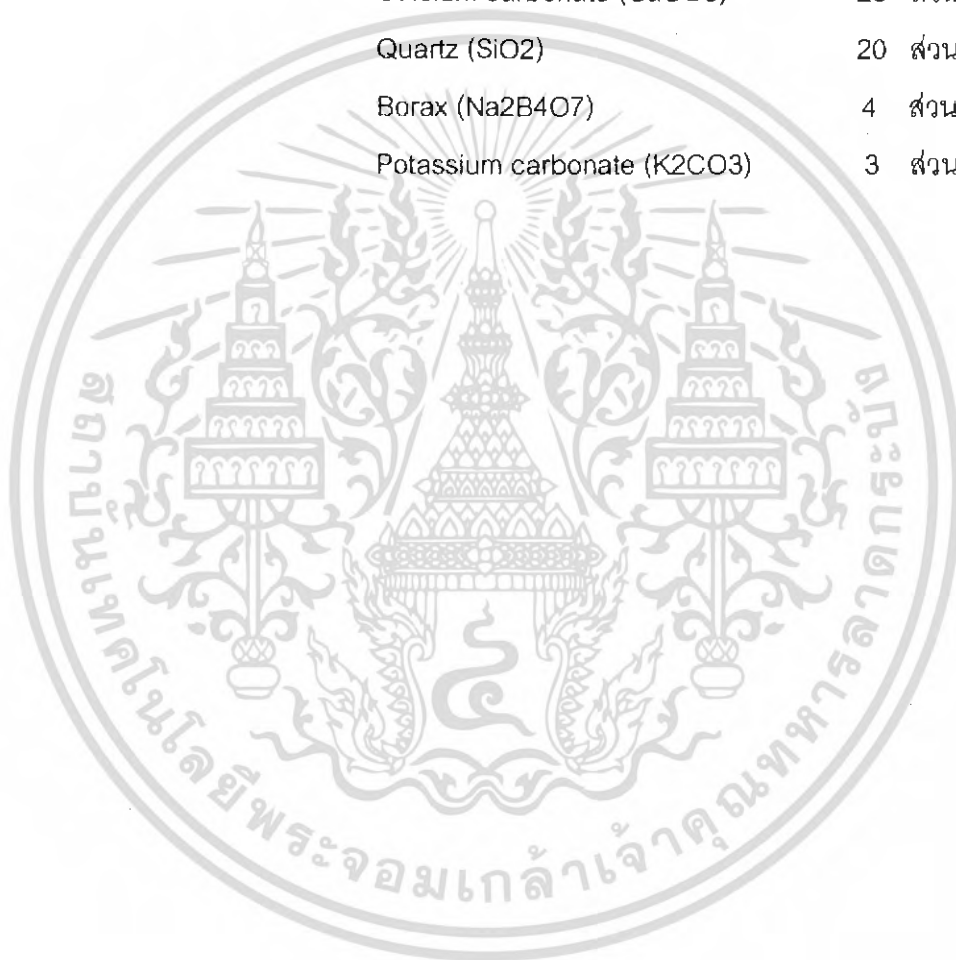 Quartz (SiO2) 20 ส่วน
Borax (Na2B4O7) 4 ส่วน
Potassium carbonate (K2CO3) 3 ส่วน
สถาบันเทคโนโลยีพระจอมเกล้าเจ้าคุณทหารลาดกระบัง